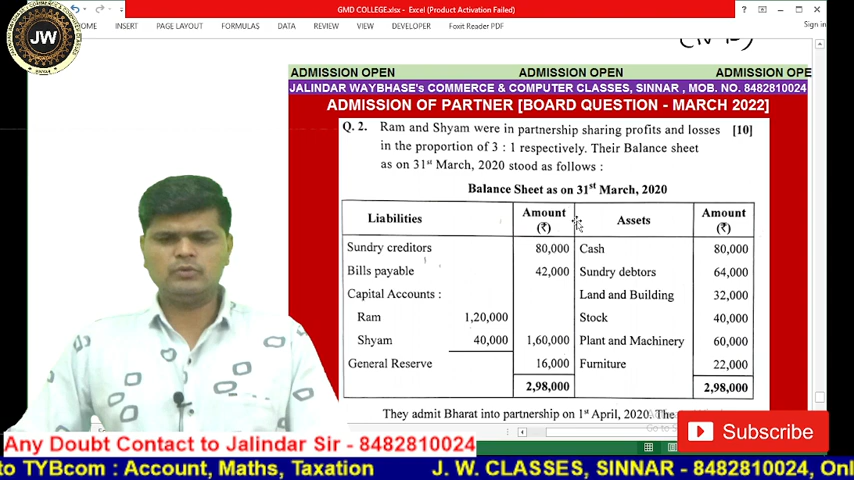 GMD COLLEGE.xlsx - Excel (Product Activation Failed)
HOME INSERT PAGE LAYOUT FORMULAS DATA REVIEW VIEW DEVELOPER Foxit Reader PDF
JW
ADMISSION OPEN ADMISSION OPEN ADMISSION OPE
JALINDAR WAYBHASE's COMMERCE & COMPUTER CLASSES, SINNAR , MOB. NO. 8482810024
ADMISSION OF PARTNER [BOARD QUESTION - MARCH 2022]
Q. 2. Ram and Shyam were in partnership sharing profits and losses [10]
in the proportion of 3 : 1 respectively. Their Balance sheet
as on 31st March, 2020 stood as follows :
Balance Sheet as on 31st March, 2020
Liabilities Amount (₹) Assets Amount (₹)
Sundry creditors 80,000 Cash 80,000
Bills payable 42,000 Sundry debtors 64,000
Capital Accounts : Land and Building 32,000
Ram 1,20,000 Stock 40,000
Shyam 40,000 1,60,000 Plant and Machinery 60,000
General Reserve 16,000 Furniture 22,000
2,98,000 2,98,000
They admit Bharat into partnership on 1st April, 2020. The
Subscribe
Any Doubt Contact to Jalindar Sir - 8482810024
to TYBcom : Account, Maths, Taxation J. W. CLASSES, SINNAR - 8482810024, Onl